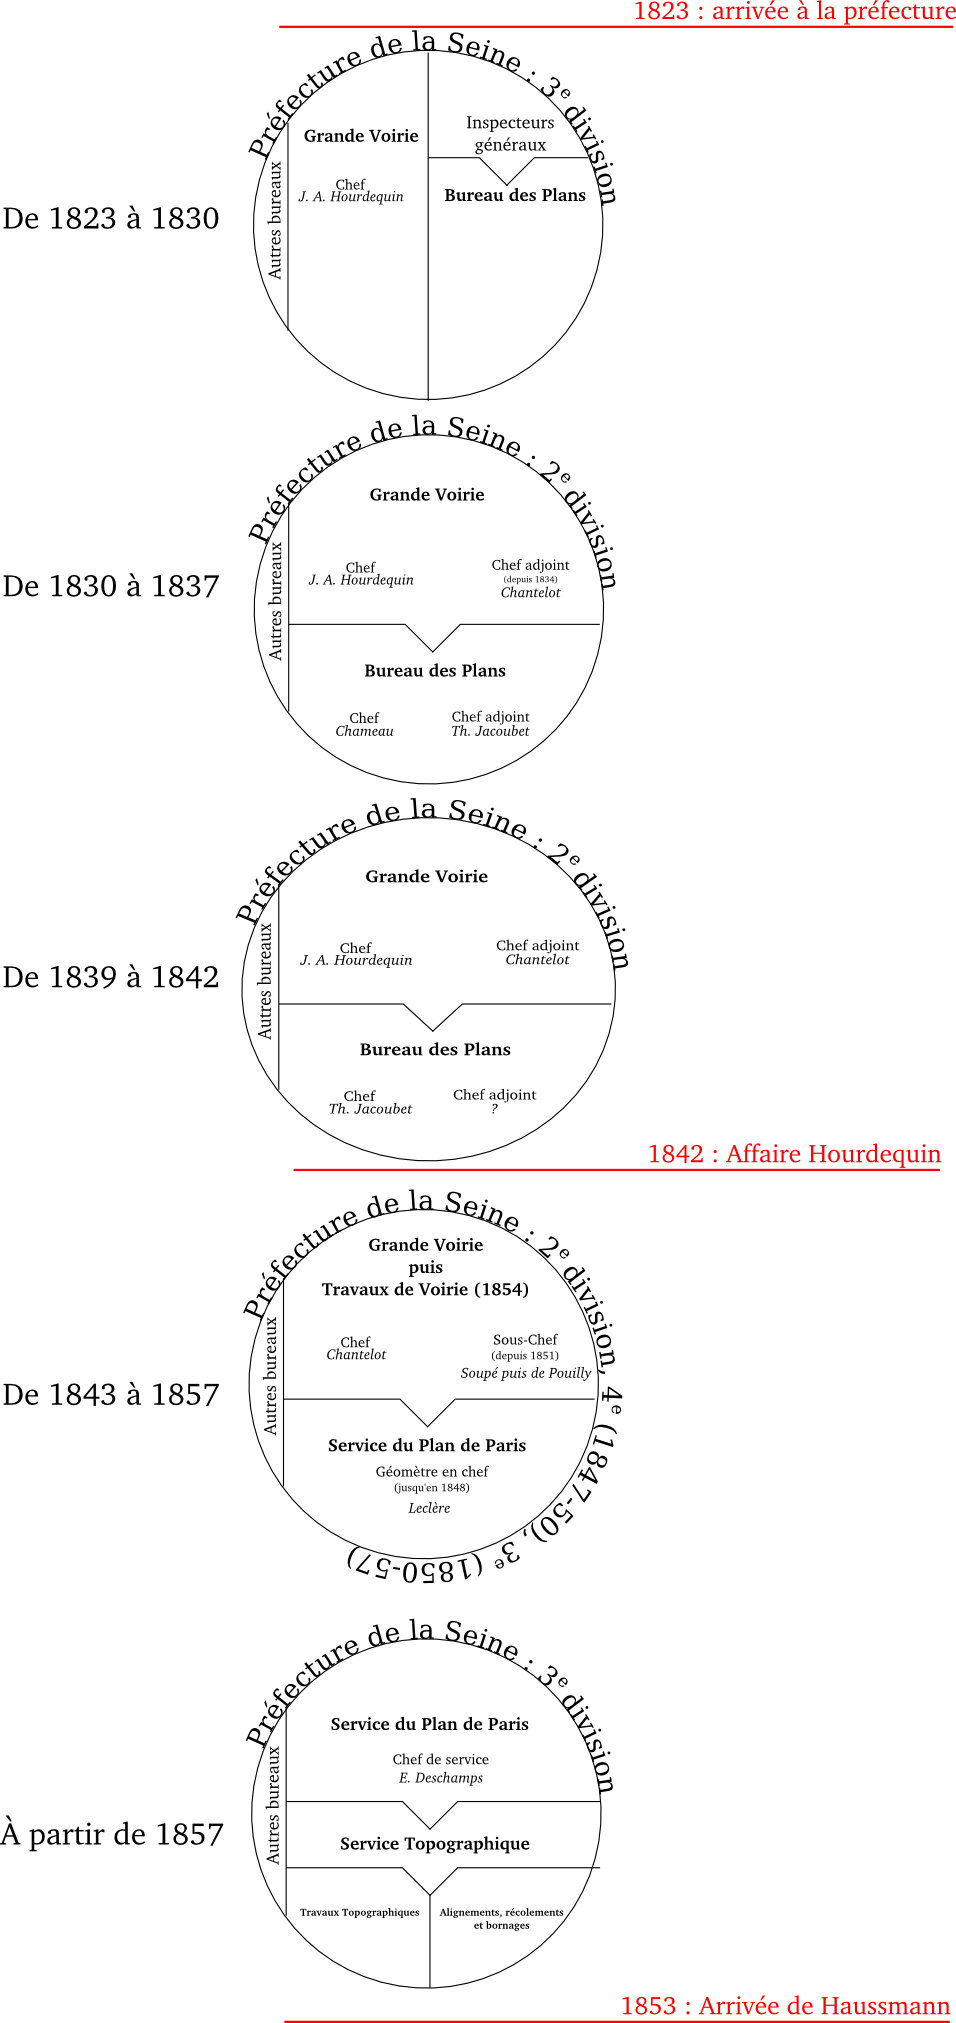 1823 : arrivée à la préfecture
Préfecture de la Seine : 3e division
De 1823 à 1830
Autres bureaux
Grande Voirie
Chef
J. A. Hourdequin
Inspecteurs
généraux
Bureau des Plans
Préfecture de la Seine : 2e division
De 1830 à 1837
Autres bureaux
Grande Voirie
Chef
J. A. Hourdequin
Chef adjoint
(depuis 1834)
Chantelot
Bureau des Plans
Chef
Chameau
Chef adjoint
Th. Jacoubet
Préfecture de la Seine : 2e division
De 1839 à 1842
Autres bureaux
Grande Voirie
Chef
J. A. Hourdequin
Chef adjoint
Chantelot
Bureau des Plans
Chef
Th. Jacoubet
Chef adjoint
?
1842 : Affaire Hourdequin
Préfecture de la Seine : 2e division, 4e (1847-50), 3e (1850-57)
De 1843 à 1857
Autres bureaux
Grande Voirie
puis
Travaux de Voirie (1854)
Chef
Chantelot
Sous-Chef
(depuis 1851)
Soupé puis de Pouilly
Service du Plan de Paris
Géomètre en chef
(jusqu'en 1848)
Leclère
Préfecture de la Seine : 3e division
À partir de 1857
Autres bureaux
Service du Plan de Paris
Chef de service
E. Deschamps
Service Topographique
Travaux Topographiques
Alignements, récolements
et bornages
1853 : Arrivée de Haussmann